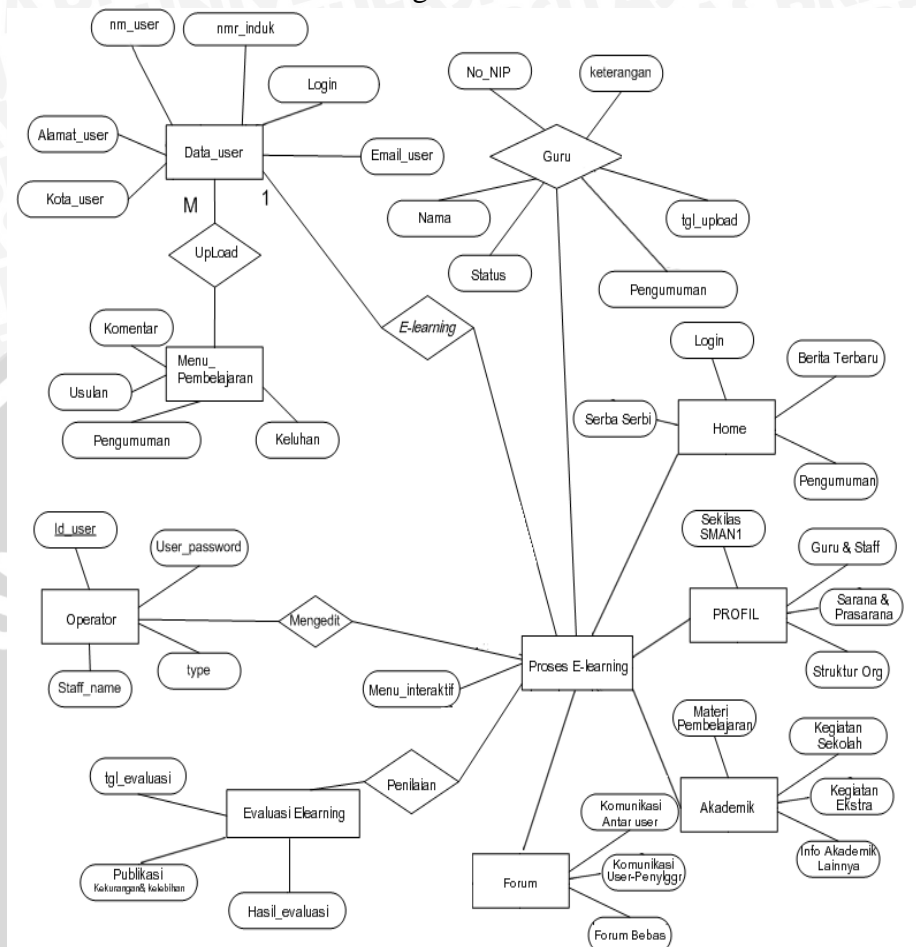 nm_user
nmr_induk
Login
Alamat_user
Data_user
Email_user
Kota_user
M
1
UpLoad
No_NIP
keterangan
Guru
Nama
tgl_upload
Status
Pengumuman
E-learning
Komentar
Menu_
Pembelajaran
Usulan
Pengumuman
Keluhan
Login
Berita Terbaru
Serba Serbi
Home
Pengumuman
Id_user
User_password
Operator
Mengedit
Staff_name
type
Sekilas
SMAN1
Guru & Staff
PROFIL
Sarana &
Prasarana
Struktur Org
Proses E-learning
Menu_interaktif
Materi
Pembelajaran
Kegiatan
Sekolah
Akademik
Kegiatan
Ekstra
Info Akademik
Lainnya
tgl_evaluasi
Penilaian
Evaluasi Elearning
Publikasi
Kekurangan& kelebihan
Hasil_evaluasi
Komunikasi
Antar user
Forum
Komunikasi
User-Penylggr
Forum Bebas